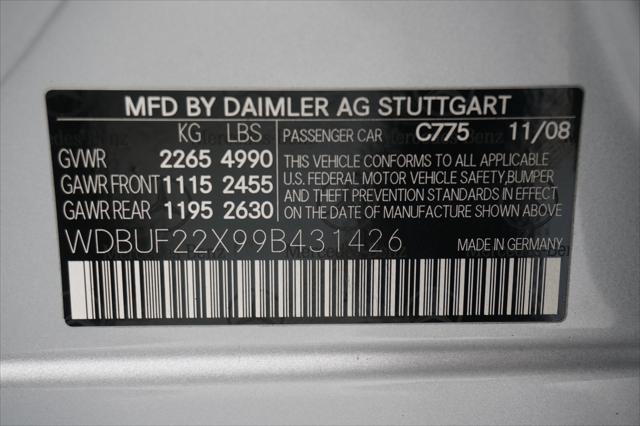 MFD BY DAIMLER AG STUTTGART
KG LBS PASSENGER CAR C775 11/08
GVWR 2265 4990 THIS VEHICLE CONFORMS TO ALL APPLICABLE
GAWR FRONT 1115 2455 U.S. FEDERAL MOTOR VEHICLE SAFETY, BUMPER
AND THEFT PREVENTION STANDARDS IN EFFECT
GAWR REAR 1195 2630 ON DATE OF MANUFACTURE SHOWN ABOVE
WDBUF22X99B431426 MADE IN GERMANY